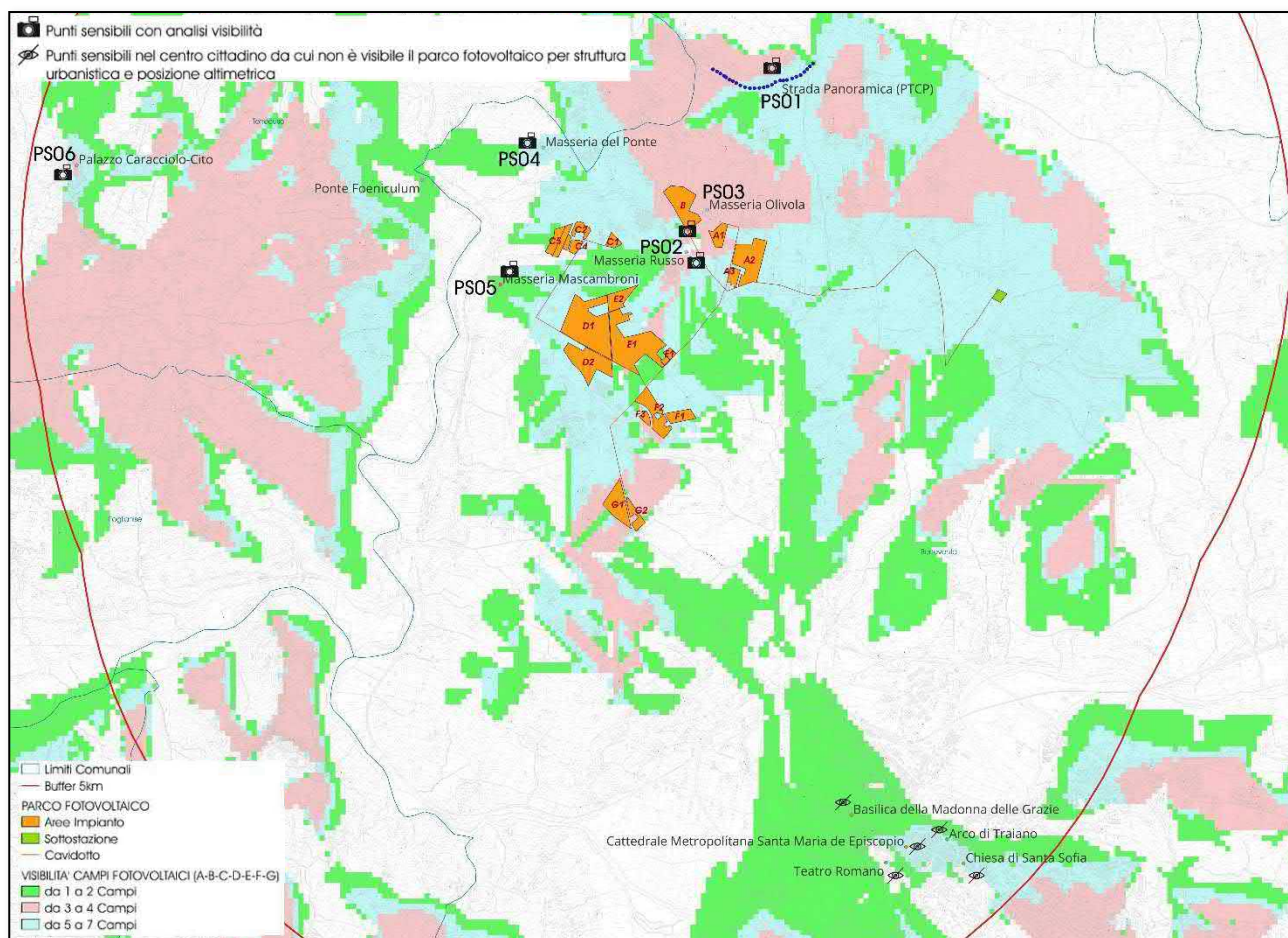 Punti sensibili con analisi visibilità
Punti sensibili nel centro cittadino da cui non è visibile il parco fotovoltaico per struttura
urbanistica e posizione altimetrica
Strada Panoramica (PTCP)
PS01
PS06
Palazzo Caracciolo-Cito
PS04
Masseria del Ponte
Ponte Foeniculum
PS03
Masseria Olivola
B
A1
A2
A3
PS02
Masseria Russo
C2
C3
C4
C1
PS05
Masseria Mascambroni
E2
D1
E1
E1
D2
F2
F3
F1
G1
G2
Foglianise
Benevento
Basilica della Madonna delle Grazie
Arco di Traiano
Cattedrale Metropolitana Santa Maria de Episcopio
Chiesa di Santa Sofia
Teatro Romano
Limiti Comunali
Buffer 5km
PARCO FOTOVOLTAICO
Aree Impianto
Sottostazione
Cavidotto
VISIBILITA' CAMPI FOTOVOLTAICI (A-B-C-D-E-F-G)
da 1 a 2 Campi
da 3 a 4 Campi
da 5 a 7 Campi